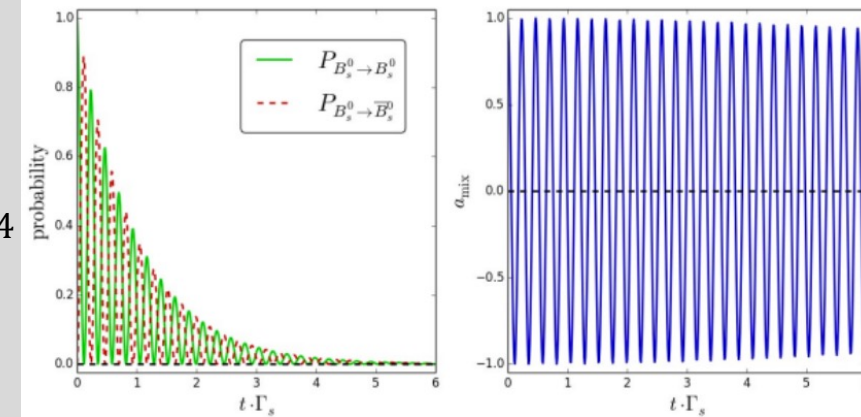 4
probability
1.0
0.8
0.6
0.4
0.2
0.0
0 1 2 3 4 5 6
t·Γₛ
P_{B_s^0→B_s^0}
P_{B_s^0→\overline{B}_s^0}
a_mix
1.0
0.5
0.0
−0.5
−1.0
0 1 2 3 4 5
t·Γₛ